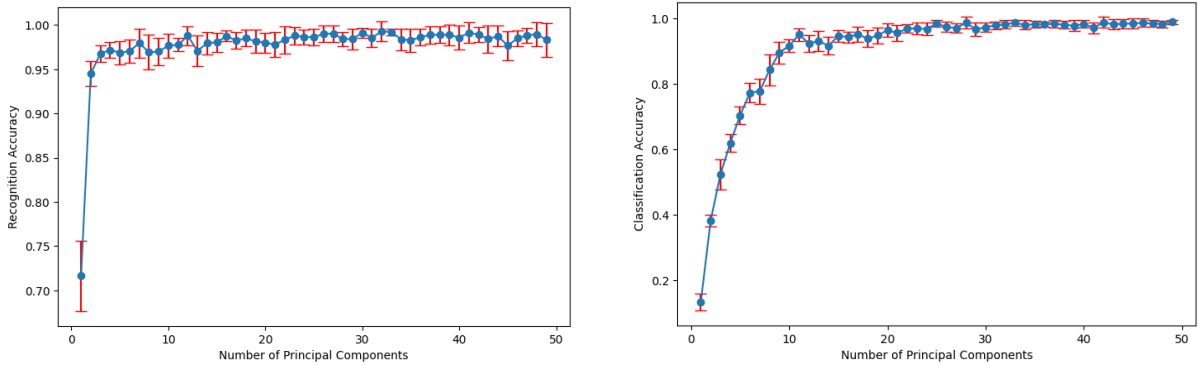 1.00
0.95
0.90
0.85
0.80
0.75
0.70
Recognition Accuracy
0 10 20 30 40 50
Number of Principal Components
1.0
0.8
0.6
0.4
0.2
Classification Accuracy
0 10 20 30 40 50
Number of Principal Components